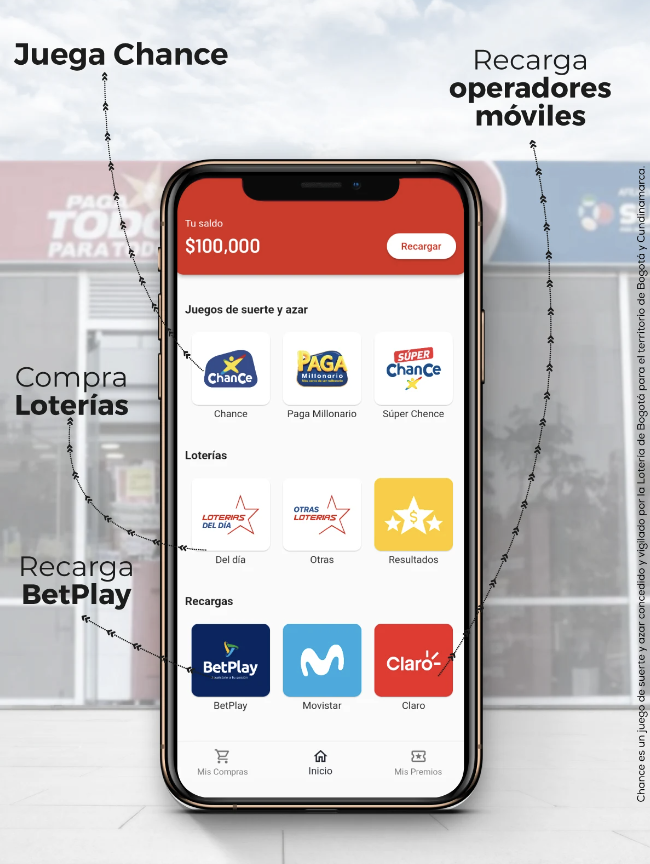 Juega Chance
Recarga
operadores
móviles
PAGA
TODO
PARA TODO
Tu saldo
$100,000
Recargar
Juegos de suerte y azar
ChanCe
PAGA
Millonario
SÚPER
ChanCe
Chance
Paga Millonario
Súper Chence
Compra
Loterías
Loterías
LOTERIAS
DEL DÍA
OTRAS
LOTERIAS
$
Del día
Otras
Resultados
Recarga
BetPlay
Recargas
BetPlay
Claro
BetPlay
Movistar
Claro
Mis Compras
Inicio
Mis Premios
Chance es un juego de suerte y azar concedido y vigilado por la Lotería de Bogotá para el territorio de Bogotá y Cundinamarca.